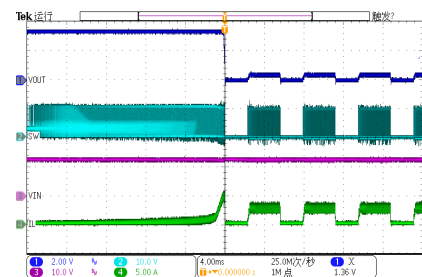 Tek 运行
触发?
T
T
1 VOUT
2 SW
3 VIN
4 IL
1 2.00 V 2 10.0 V
3 10.0 V 4 5.00 A
4.00ms 25.0M次/秒 1 X
T 0.000000 s 1M 点 1.36 V